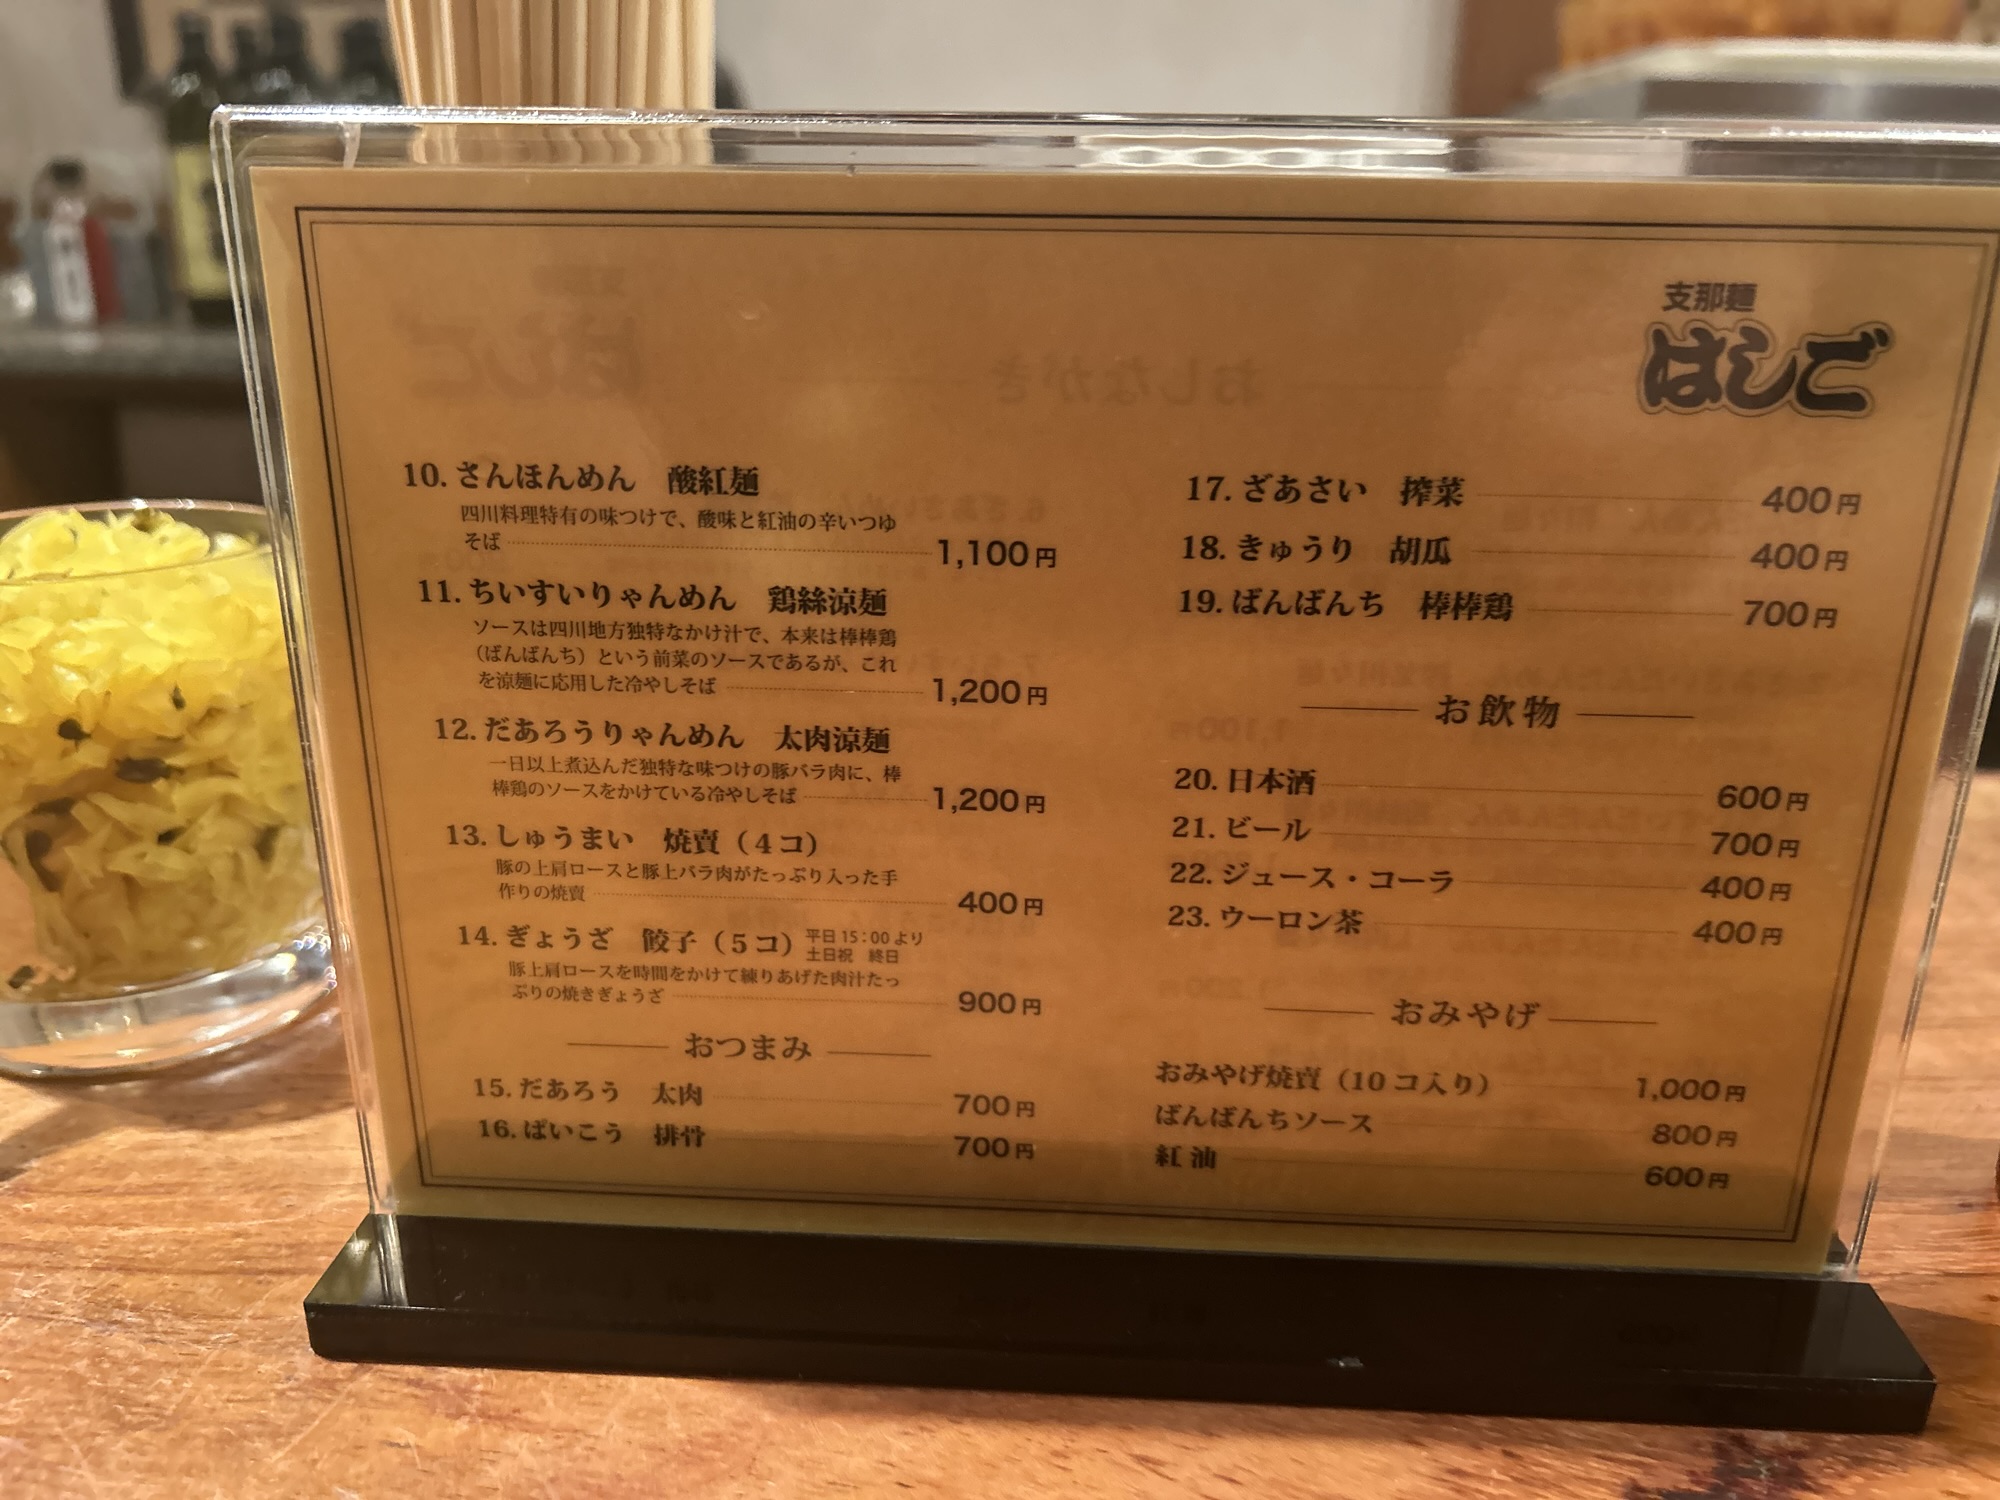 支那麺
はしご
10. さんほんめん 酸紅麺
四川料理特有の味つけで、酸味と紅油の辛いつゆ
そば 1,100円
11. ちいすいりゃんめん 鶏絲涼麺
ソースは四川地方独特なかけ汁で、本来は棒棒鶏
(ばんばんち)という前菜のソースであるが、これ
を涼麺に応用した冷やしそば 1,200円
12. だあろうりゃんめん 太肉涼麺
一日以上煮込んだ独特な味つけの豚バラ肉に、棒
棒鶏のソースをかけている冷やしそば 1,200円
13. しゅうまい 焼賣(4コ)
豚の上肩ロースと豚上バラ肉がたっぷり入った手
作りの焼賣 400円
14. ぎょうざ 餃子(5コ) 平日15:00より
土日祝 終日
豚上肩ロースを時間をかけて練りあげた肉汁たっ
ぷりの焼きぎょうざ 900円
おつまみ
15. だあろう 太肉 700円
16. ぱいこう 排骨 700円
17. ざあさい 搾菜 400円
18. きゅうり 胡瓜 400円
19. ばんばんち 棒棒鶏 700円
お飲物
20. 日本酒 600円
21. ビール 700円
22. ジュース・コーラ 400円
23. ウーロン茶 400円
おみやげ
おみやげ焼賣(10コ入り) 1,000円
ばんばんちソース 800円
紅油 600円